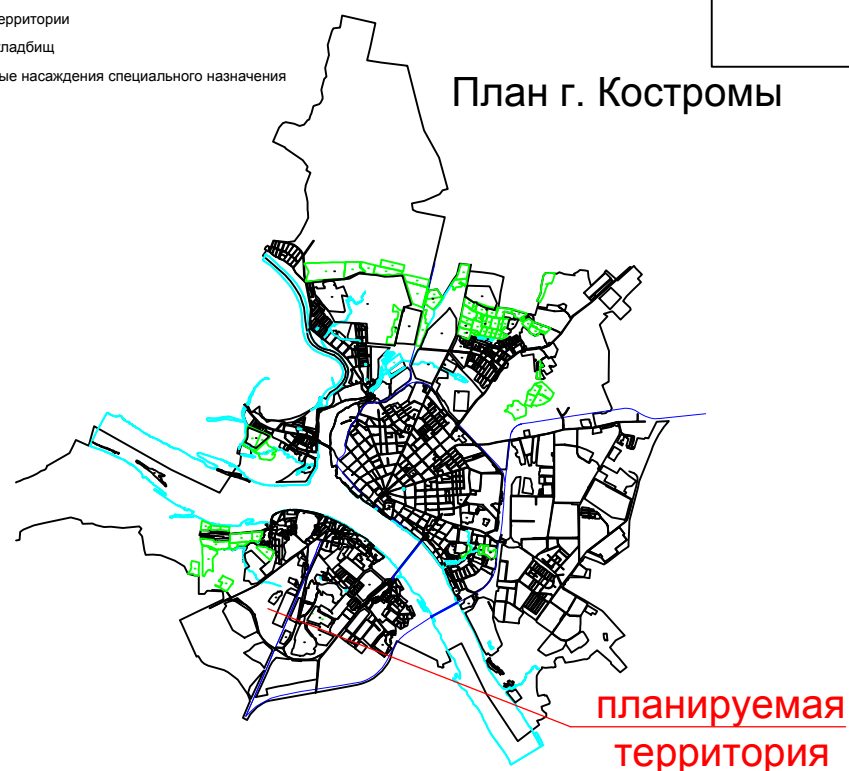 ерритории
ладбищ
ые насаждения специального назначения
План г. Костромы
планируемая
территория